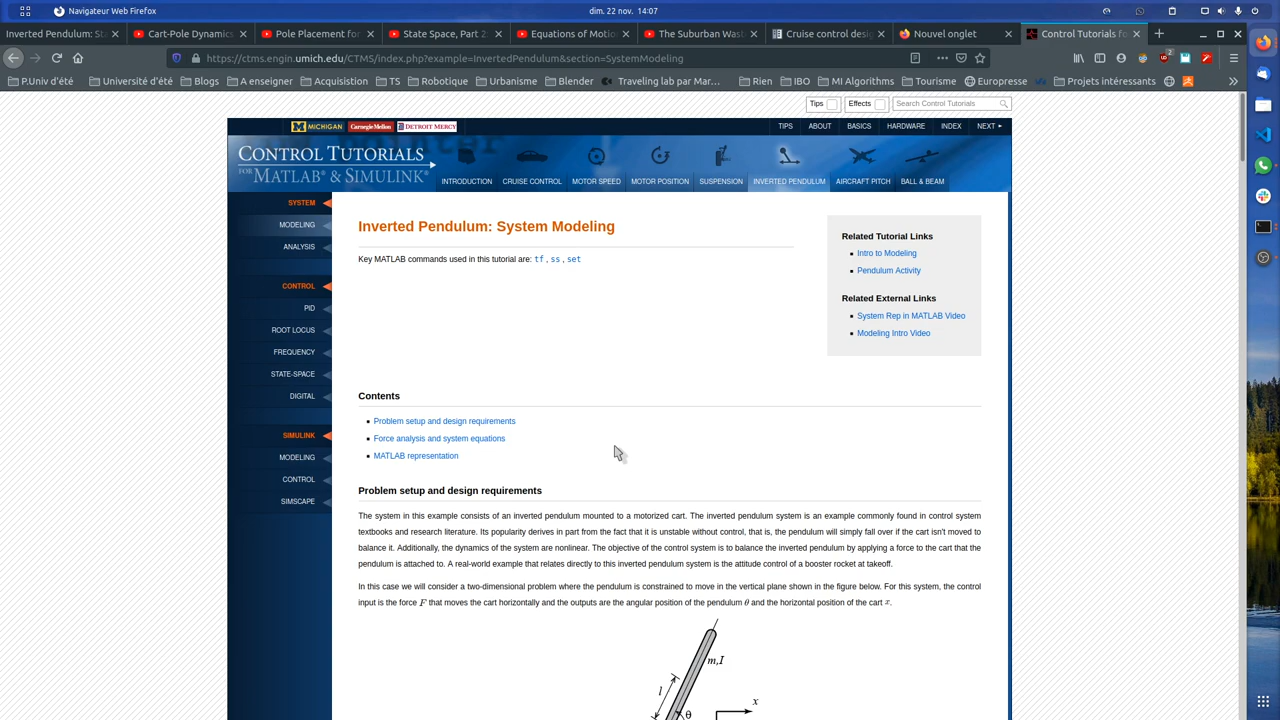 Navigateur Web Firefox
dim. 22 nov. 14:07
Inverted Pendulum: Sta
Cart-Pole Dynamics
Pole Placement for
State Space, Part 2:
Equations of Motion
The Suburban Was
Cruise control desig
Nouvel onglet
Control Tutorials fo
https://ctms.engin.umich.edu/CTMS/index.php?example=InvertedPendulum&section=SystemModeling
P.Univ d'été
Université d'été
Blogs
A enseigner
Acquisition
TS
Robotique
Urbanisme
Blender
Traveling lab par Mar...
Rien
IBO
MI Algorithms
Tourisme
Europresse
Projets intéressants
Tips
Effects
Search Control Tutorials
MICHIGAN
Carnegie Mellon
DETROIT MERCY
TIPS ABOUT BASICS HARDWARE INDEX NEXT ►
CONTROL TUTORIALS
FOR MATLAB® & SIMULINK®
INTRODUCTION CRUISE CONTROL MOTOR SPEED MOTOR POSITION SUSPENSION INVERTED PENDULUM AIRCRAFT PITCH BALL & BEAM
SYSTEM
MODELING
ANALYSIS
CONTROL
PID
ROOT LOCUS
FREQUENCY
STATE-SPACE
DIGITAL
SIMULINK
MODELING
CONTROL
SIMSCAPE
Inverted Pendulum: System Modeling
Key MATLAB commands used in this tutorial are: tf , ss , set
Related Tutorial Links
Intro to Modeling
Pendulum Activity
Related External Links
System Rep in MATLAB Video
Modeling Intro Video
Contents
Problem setup and design requirements
Force analysis and system equations
MATLAB representation
Problem setup and design requirements
The system in this example consists of an inverted pendulum mounted to a motorized cart. The inverted pendulum system is an example commonly found in control system
textbooks and research literature. Its popularity derives in part from the fact that it is unstable without control, that is, the pendulum will simply fall over if the cart isn't moved to
balance it. Additionally, the dynamics of the system are nonlinear. The objective of the control system is to balance the inverted pendulum by applying a force to the cart that the
pendulum is attached to. A real-world example that relates directly to this inverted pendulum system is the attitude control of a booster rocket at takeoff.
In this case we will consider a two-dimensional problem where the pendulum is constrained to move in the vertical plane shown in the figure below. For this system, the control
input is the force F that moves the cart horizontally and the outputs are the angular position of the pendulum θ and the horizontal position of the cart x.
m,I
l
x
θ